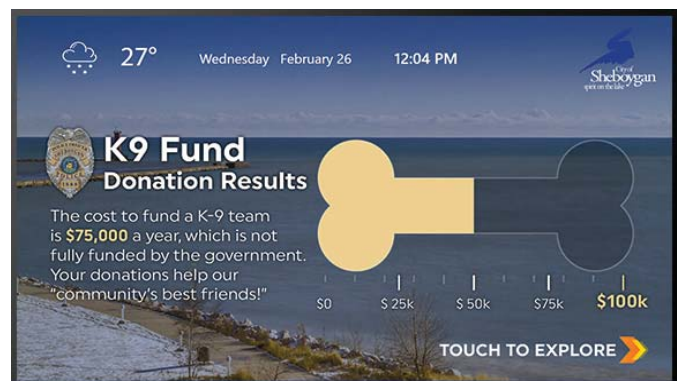 27°
Wednesday February 26
12:04 PM
City of
Sheboygan
spirit on the lake
K9 Fund
Donation Results
The cost to fund a K-9 team
is $75,000 a year, which is not
fully funded by the government.
Your donations help our
"community's best friends!"
$0
$25k
$50k
$75k
$100k
TOUCH TO EXPLORE